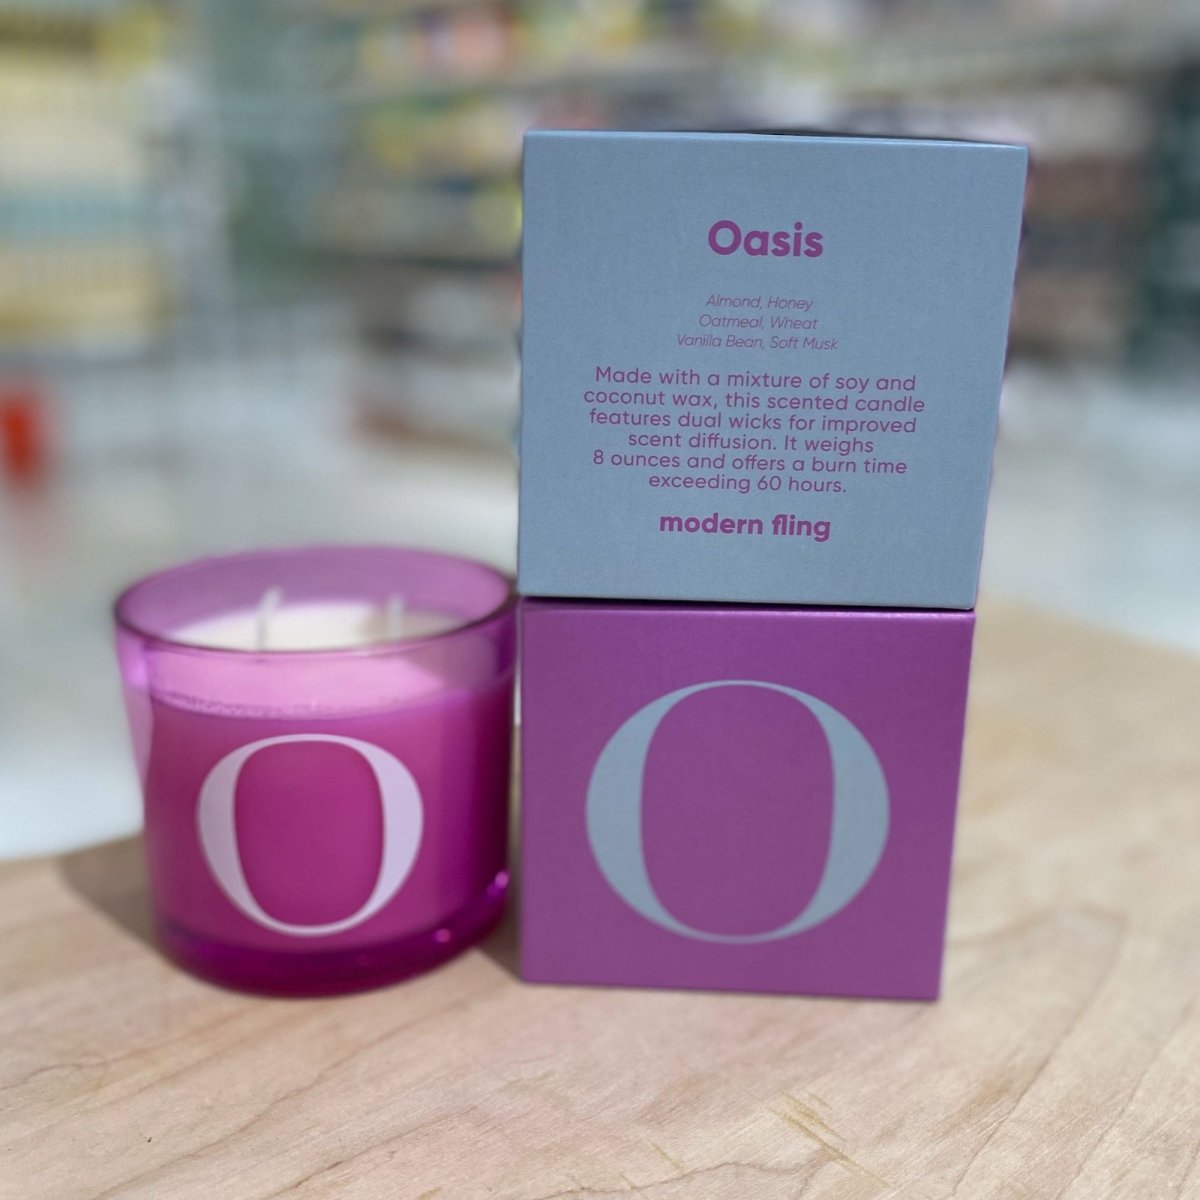 Oasis
Almond, Honey
Oatmeal, Wheat
Vanilla Bean, Soft Musk
Made with a mixture of soy and
coconut wax, this scented candle
features dual wicks for improved
scent diffusion. It weighs
8 ounces and offers a burn time
exceeding 60 hours.
modern fling
O
O